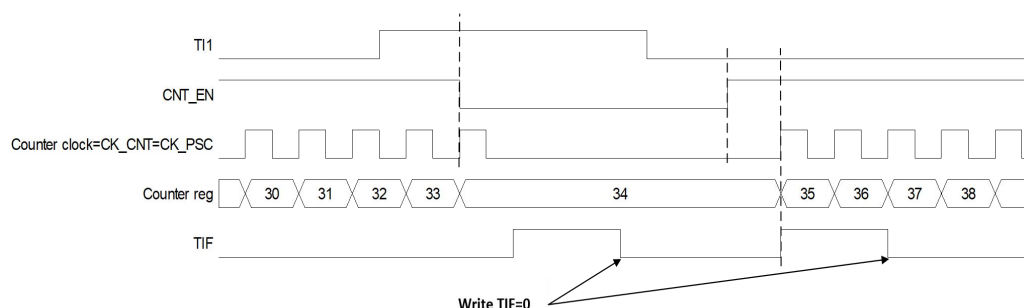 TI1
CNT_EN
Counter clock=CK_CNT=CK_PSC
Counter reg 30 31 32 33 34 35 36 37 38
TIF
Write TIF=0